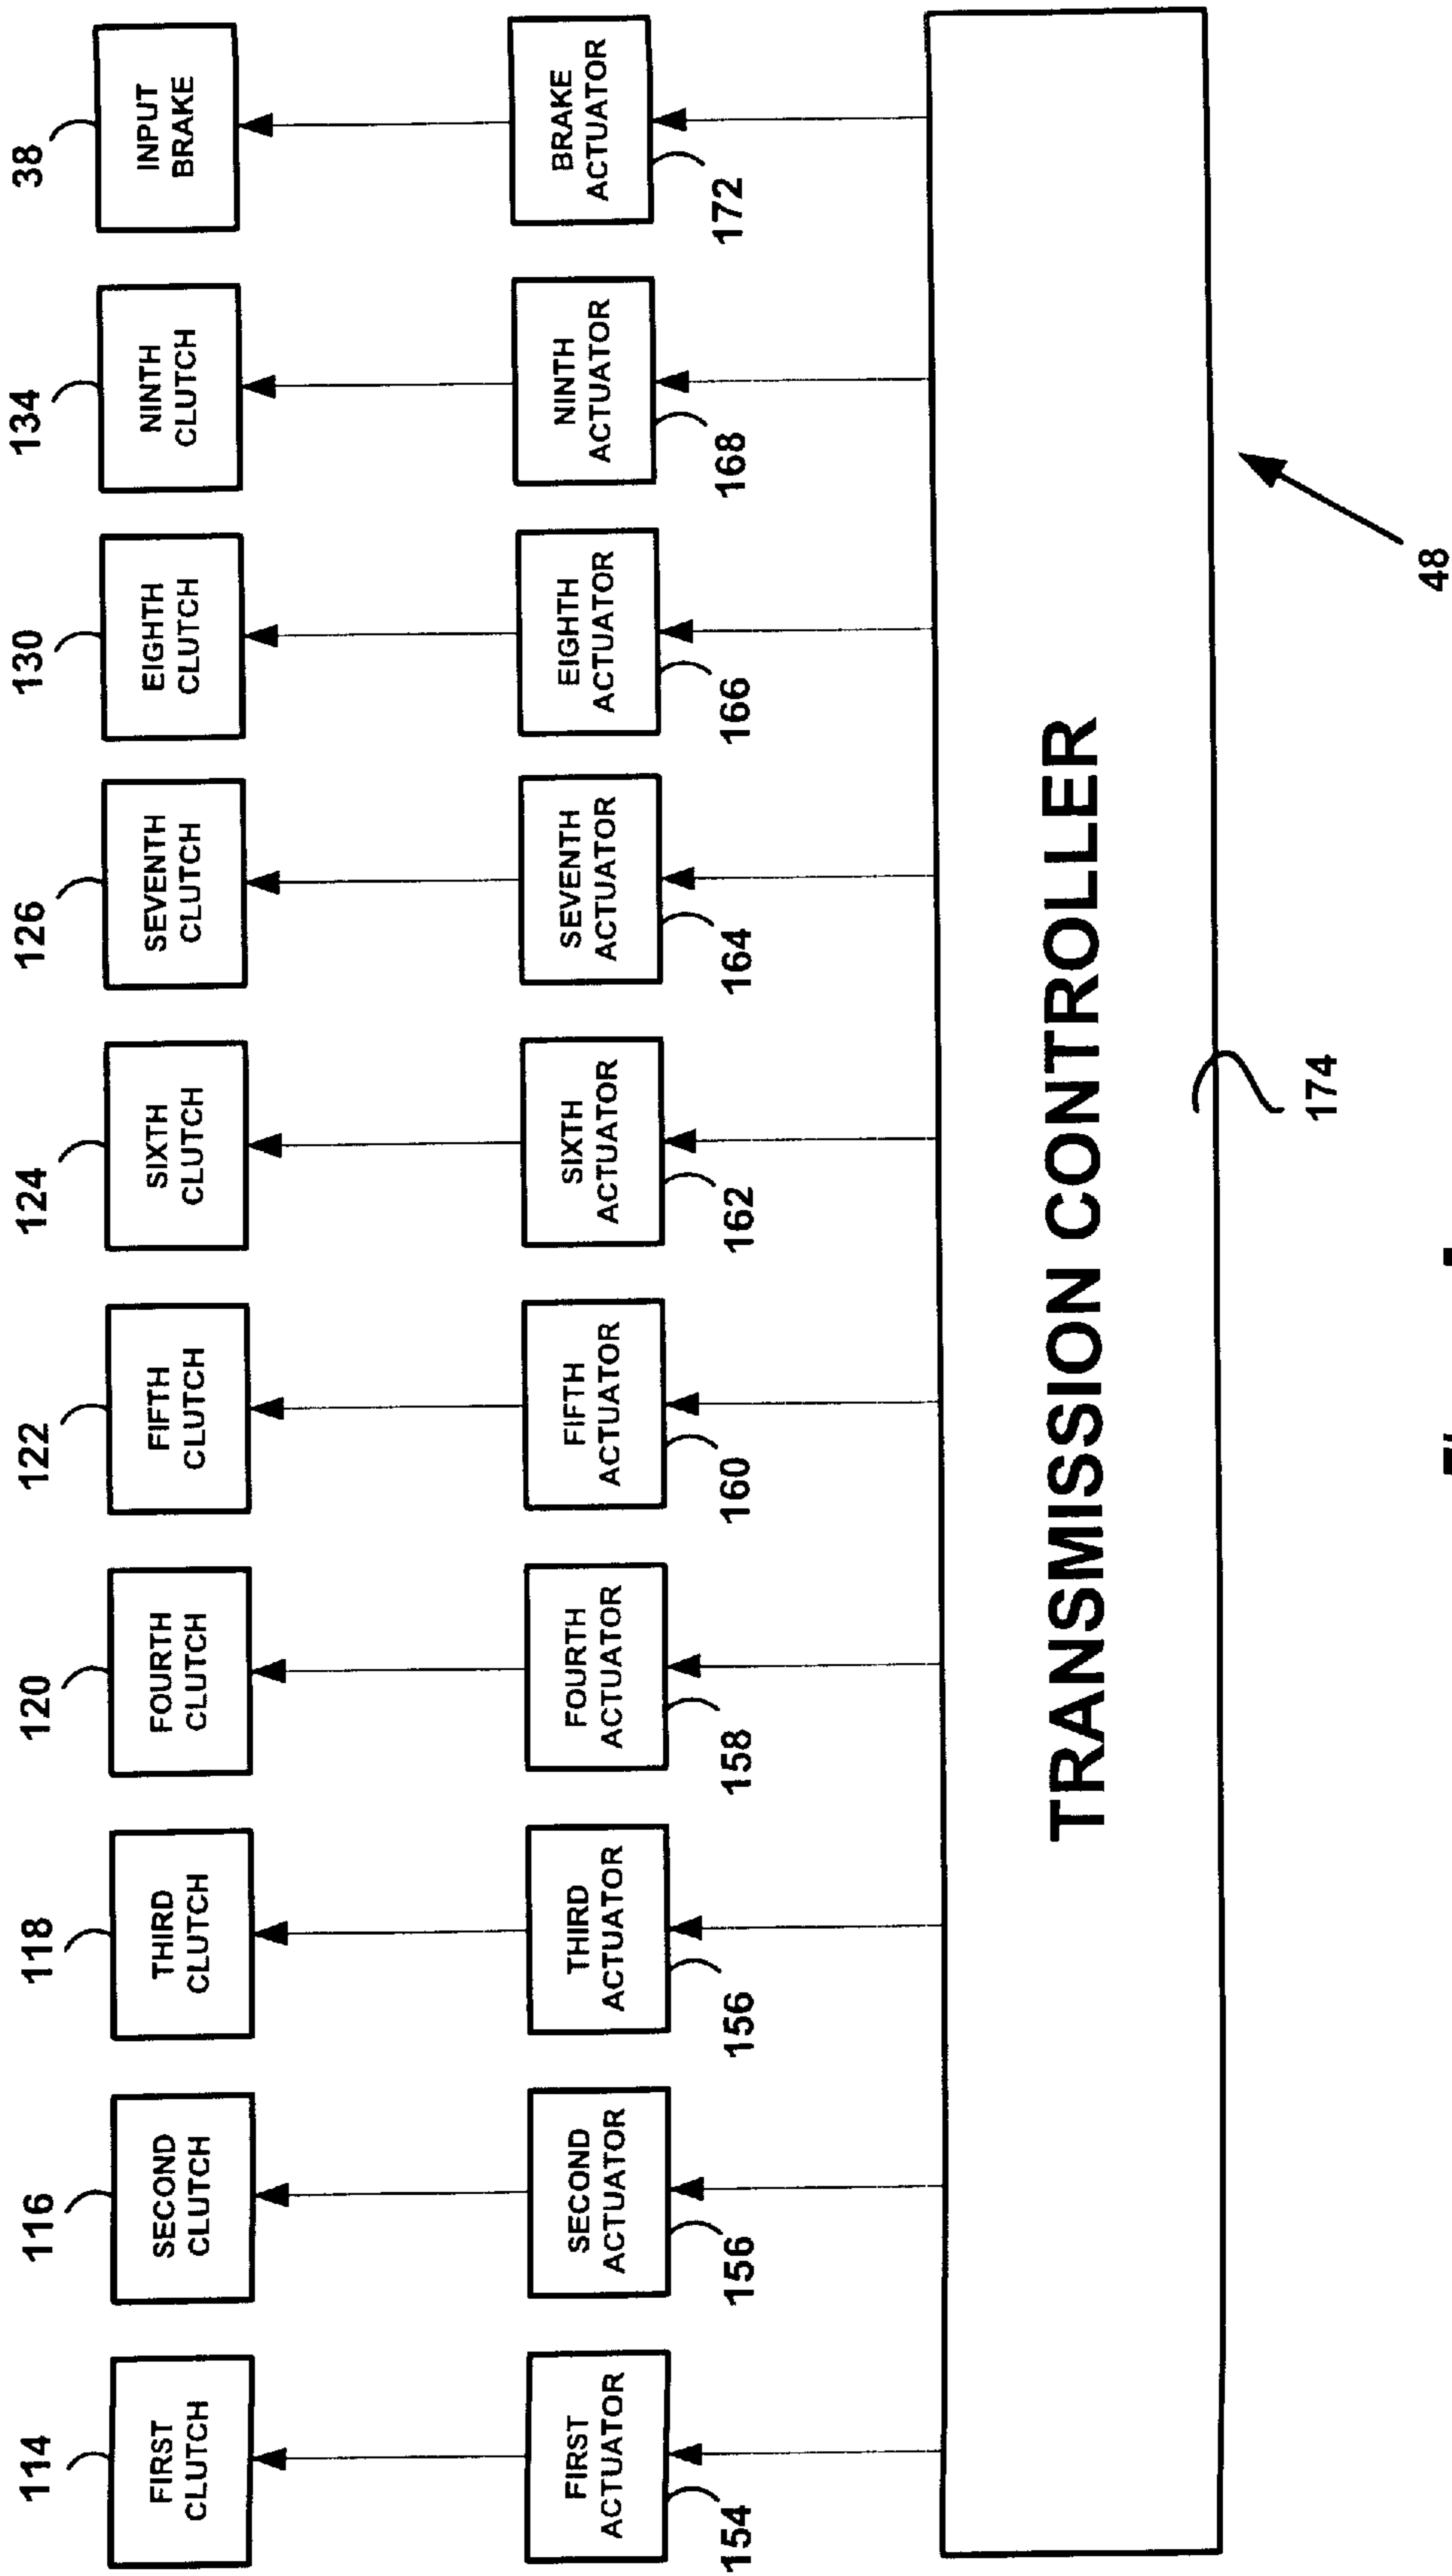 114
FIRST
CLUTCH
116
SECOND
CLUTCH
118
THIRD
CLUTCH
120
FOURTH
CLUTCH
122
FIFTH
CLUTCH
124
SIXTH
CLUTCH
126
SEVENTH
CLUTCH
130
EIGHTH
CLUTCH
134
NINTH
CLUTCH
38
INPUT
BRAKE
FIRST
ACTUATOR
154
SECOND
ACTUATOR
156
THIRD
ACTUATOR
156
FOURTH
ACTUATOR
158
FIFTH
ACTUATOR
160
SIXTH
ACTUATOR
162
SEVENTH
ACTUATOR
164
EIGHTH
ACTUATOR
166
NINTH
ACTUATOR
168
BRAKE
ACTUATOR
172
TRANSMISSION CONTROLLER
174
48